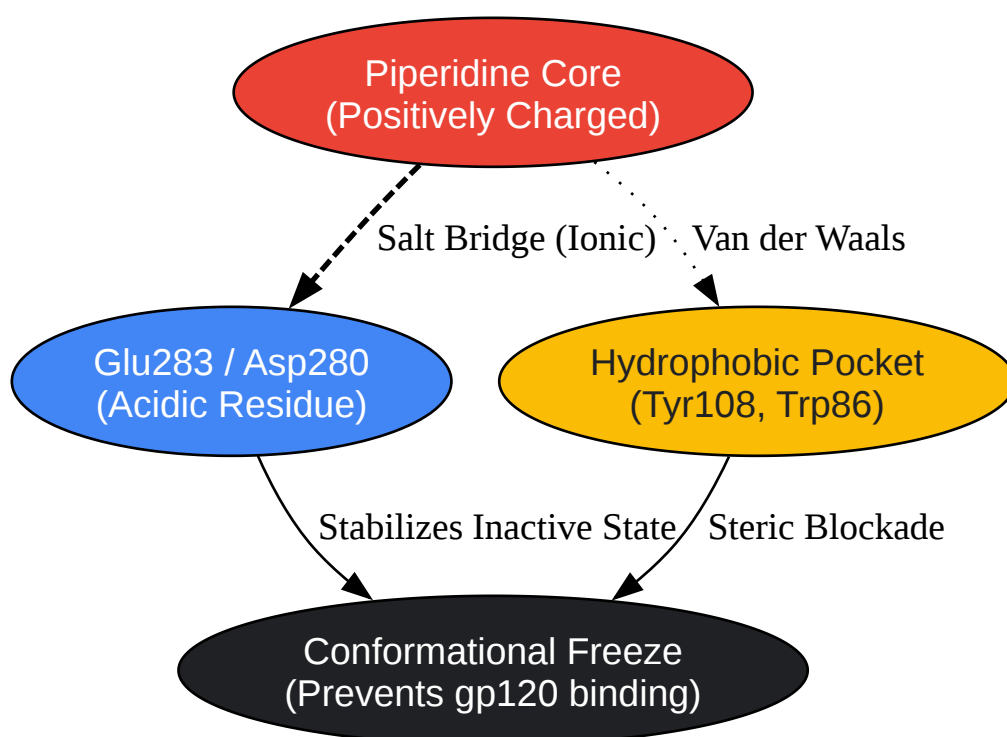 Piperidine Core
(Positively Charged)
Salt Bridge (Ionic)
Van der Waals
Glu283 / Asp280
(Acidic Residue)
Hydrophobic Pocket
(Tyr108, Trp86)
Stabilizes Inactive State
Steric Blockade
Conformational Freeze
(Prevents gp120 binding)